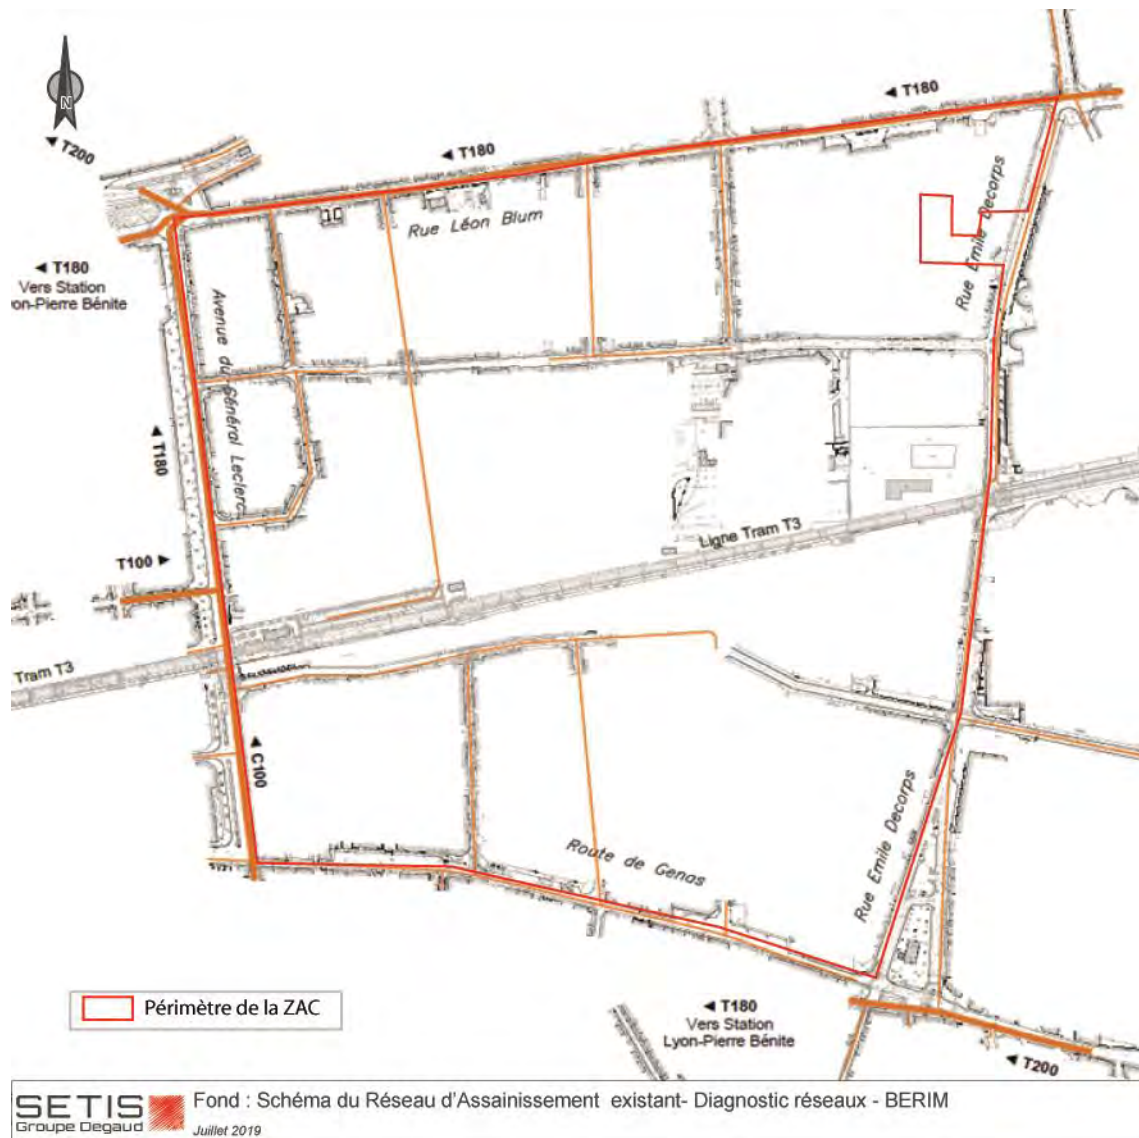 N
◄ T200
◄ T180
◄ T180
Rue Léon Blum
Rue Emile Decorps
◄ T180
Vers Station
yon-Pierre Bénite
Avenue du Général Leclerc
◄ T180
T100 ►
Ligne Tram T3
Tram T3
◄ C100
Route de Genas
Rue Emile Decorps
Périmètre de la ZAC
◄ T180
Vers Station
Lyon-Pierre Bénite
◄ T200
SETIS
Groupe Degaud
Fond : Schéma du Réseau d'Assainissement existant- Diagnostic réseaux - BERIM
Juillet 2019